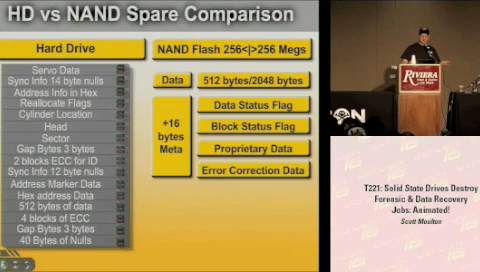 HD vs NAND Spare Comparison
Hard Drive
Servo Data
Sync Info 14 byte nulls
Address Info in Hex
Reallocate Flags
Cylinder Location
Head
Sector
Gap Bytes 3 bytes
2 blocks ECC for ID
Sync Info 12 byte nulls
Address Marker Data
Hex address Data
512 bytes of data
4 blocks of ECC
Gap Bytes 3 bytes
40 Bytes of Nulls
NAND Flash 256<|>256 Megs
Data
512 bytes/2048 bytes
+16
bytes
Meta
Data Status Flag
Block Status Flag
Proprietary Data
Error Correction Data
RIVIERA
ON
T221: Solid State Drives Destroy
Forensic & Data Recovery
Jobs: Animated!
Scott Moulton